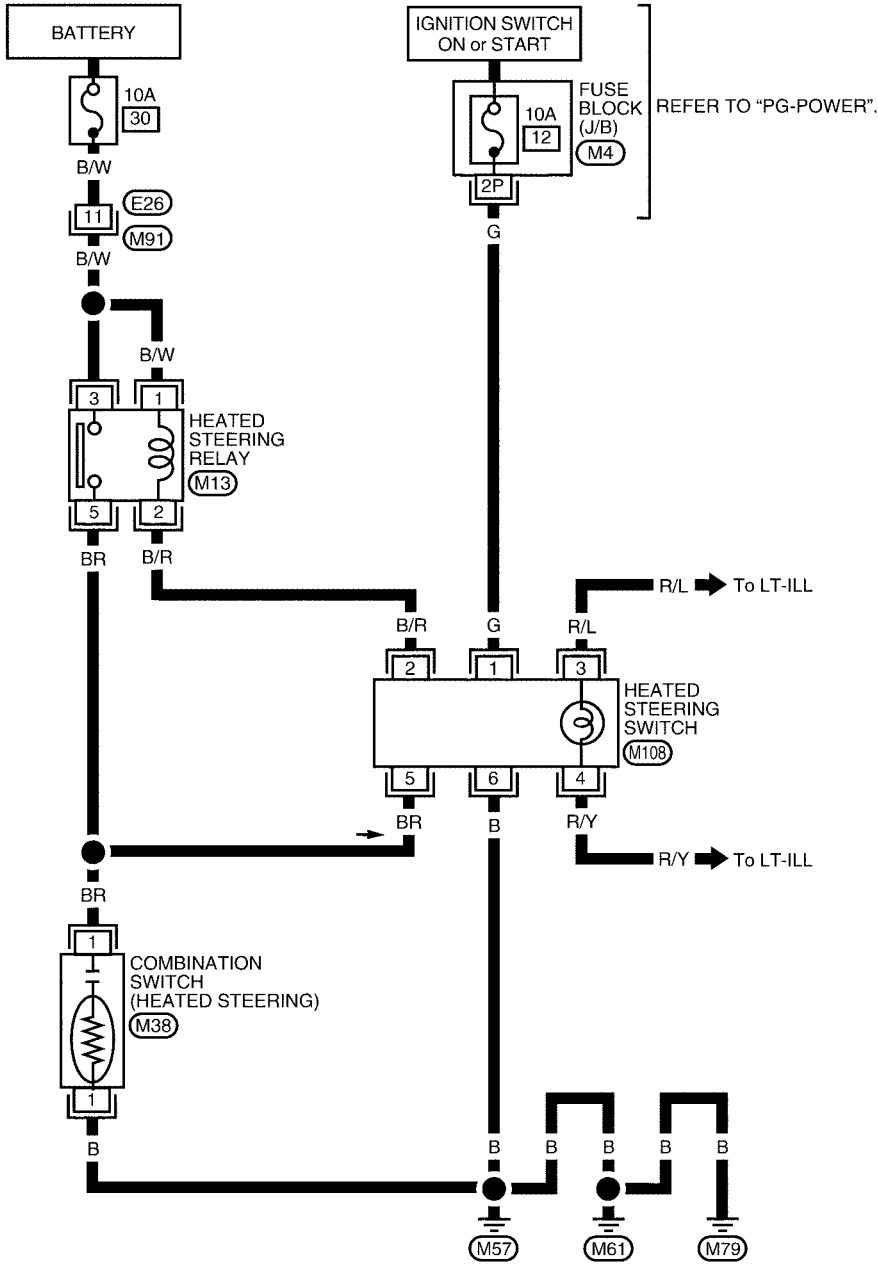 BATTERY
IGNITION SWITCH
ON or START
10A
30
FUSE
BLOCK
(J/B)
M4
10A
12
REFER TO “PG-POWER”.
2P
B/W
11
E26
M91
B/W
G
B/W
3
1
HEATED
STEERING
RELAY
M13
5
2
BR
B/R
R/L
To LT-ILL
B/R
G
R/L
2
1
3
HEATED
STEERING
SWITCH
M108
5
6
4
BR
B
R/Y
R/Y
To LT-ILL
BR
1
COMBINATION
SWITCH
(HEATED STEERING)
M38
1
B
B
B
B
B
B
M57
M61
M79